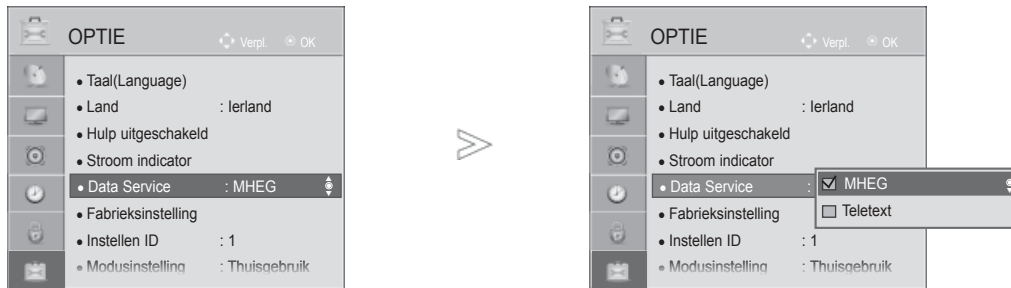 OPTIE Verpl. OK
• Taal(Language)
• Land : Ierland
• Hulp uitgeschakeld
• Stroom indicator
• Data Service : MHEG
• Fabrieksinstelling
• Instellen ID : 1
• Modusinstelling : Thuisgebruik
OPTIE Verpl. OK
• Taal(Language)
• Land : Ierland
• Hulp uitgeschakeld
• Stroom indicator
• Data Service :
MHEG
Teletext
• Fabrieksinstelling
• Instellen ID : 1
• Modusinstelling : Thuisgebruik